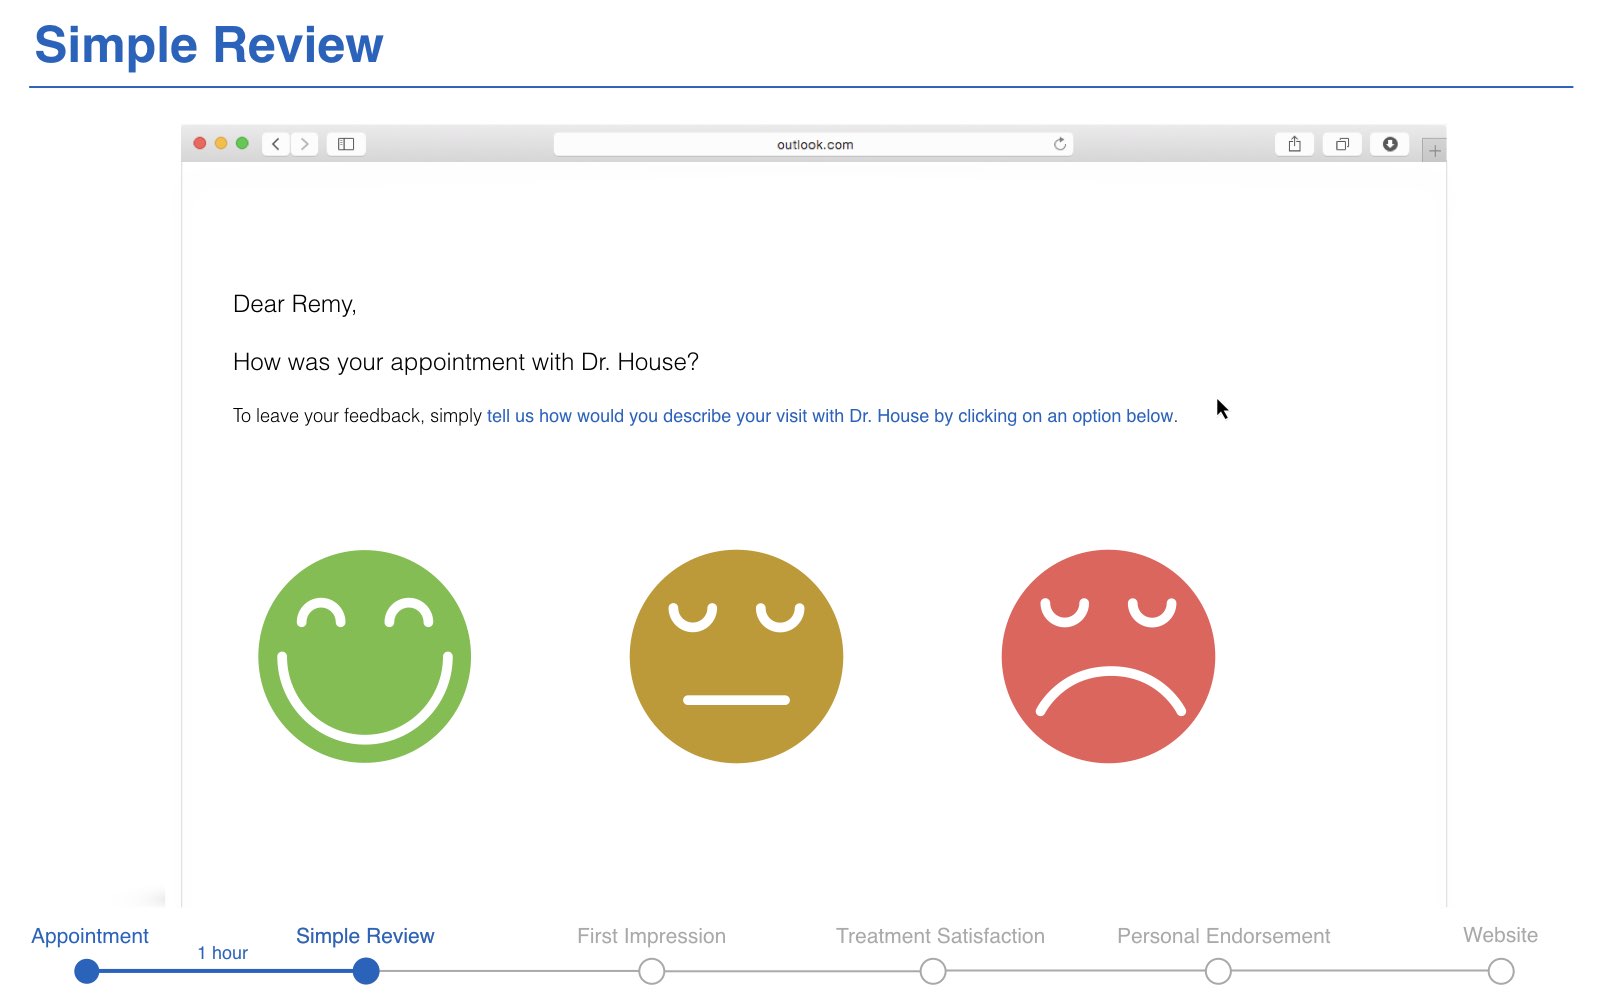 Simple Review
outlook.com
Dear Remy,
How was your appointment with Dr. House?
To leave your feedback, simply tell us how would you describe your visit with Dr. House by clicking on an option below.
Appointment
1 hour
Simple Review
First Impression
Treatment Satisfaction
Personal Endorsement
Website